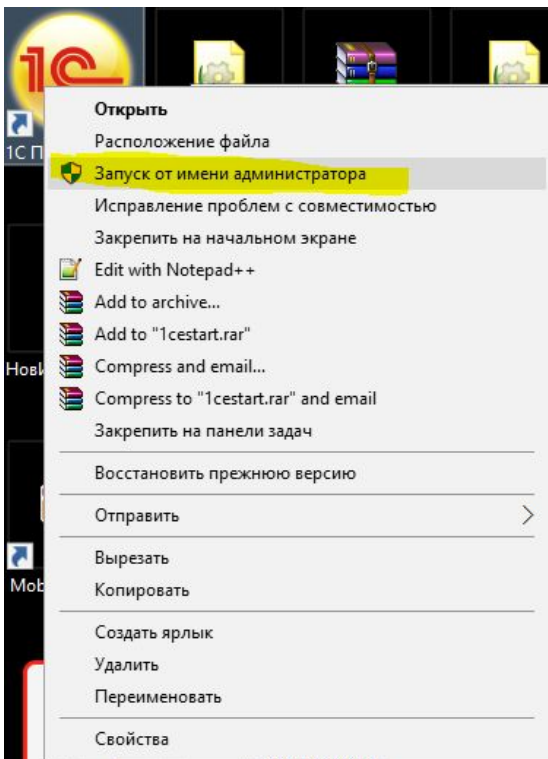 1С
1С П
Открыть
Расположение файла
Запуск от имени администратора
Исправление проблем с совместимостью
Закрепить на начальном экране
Edit with Notepad++
Add to archive...
Add to "1cestart.rar"
Compress and email...
Compress to "1cestart.rar" and email
Закрепить на панели задач
Восстановить прежнюю версию
Отправить
Вырезать
Копировать
Создать ярлык
Удалить
Переименовать
Свойства